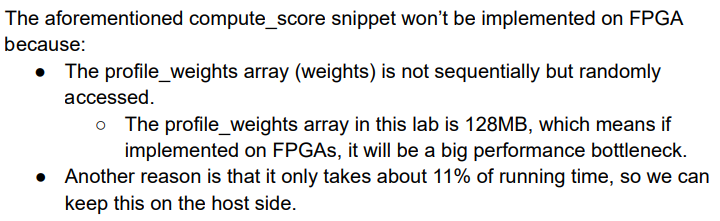 The aforementioned compute_score snippet won’t be implemented on FPGA
because:
● The profile_weights array (weights) is not sequentially but randomly
accessed.
○ The profile_weights array in this lab is 128MB, which means if
implemented on FPGAs, it will be a big performance bottleneck.
● Another reason is that it only takes about 11% of running time, so we can
keep this on the host side.